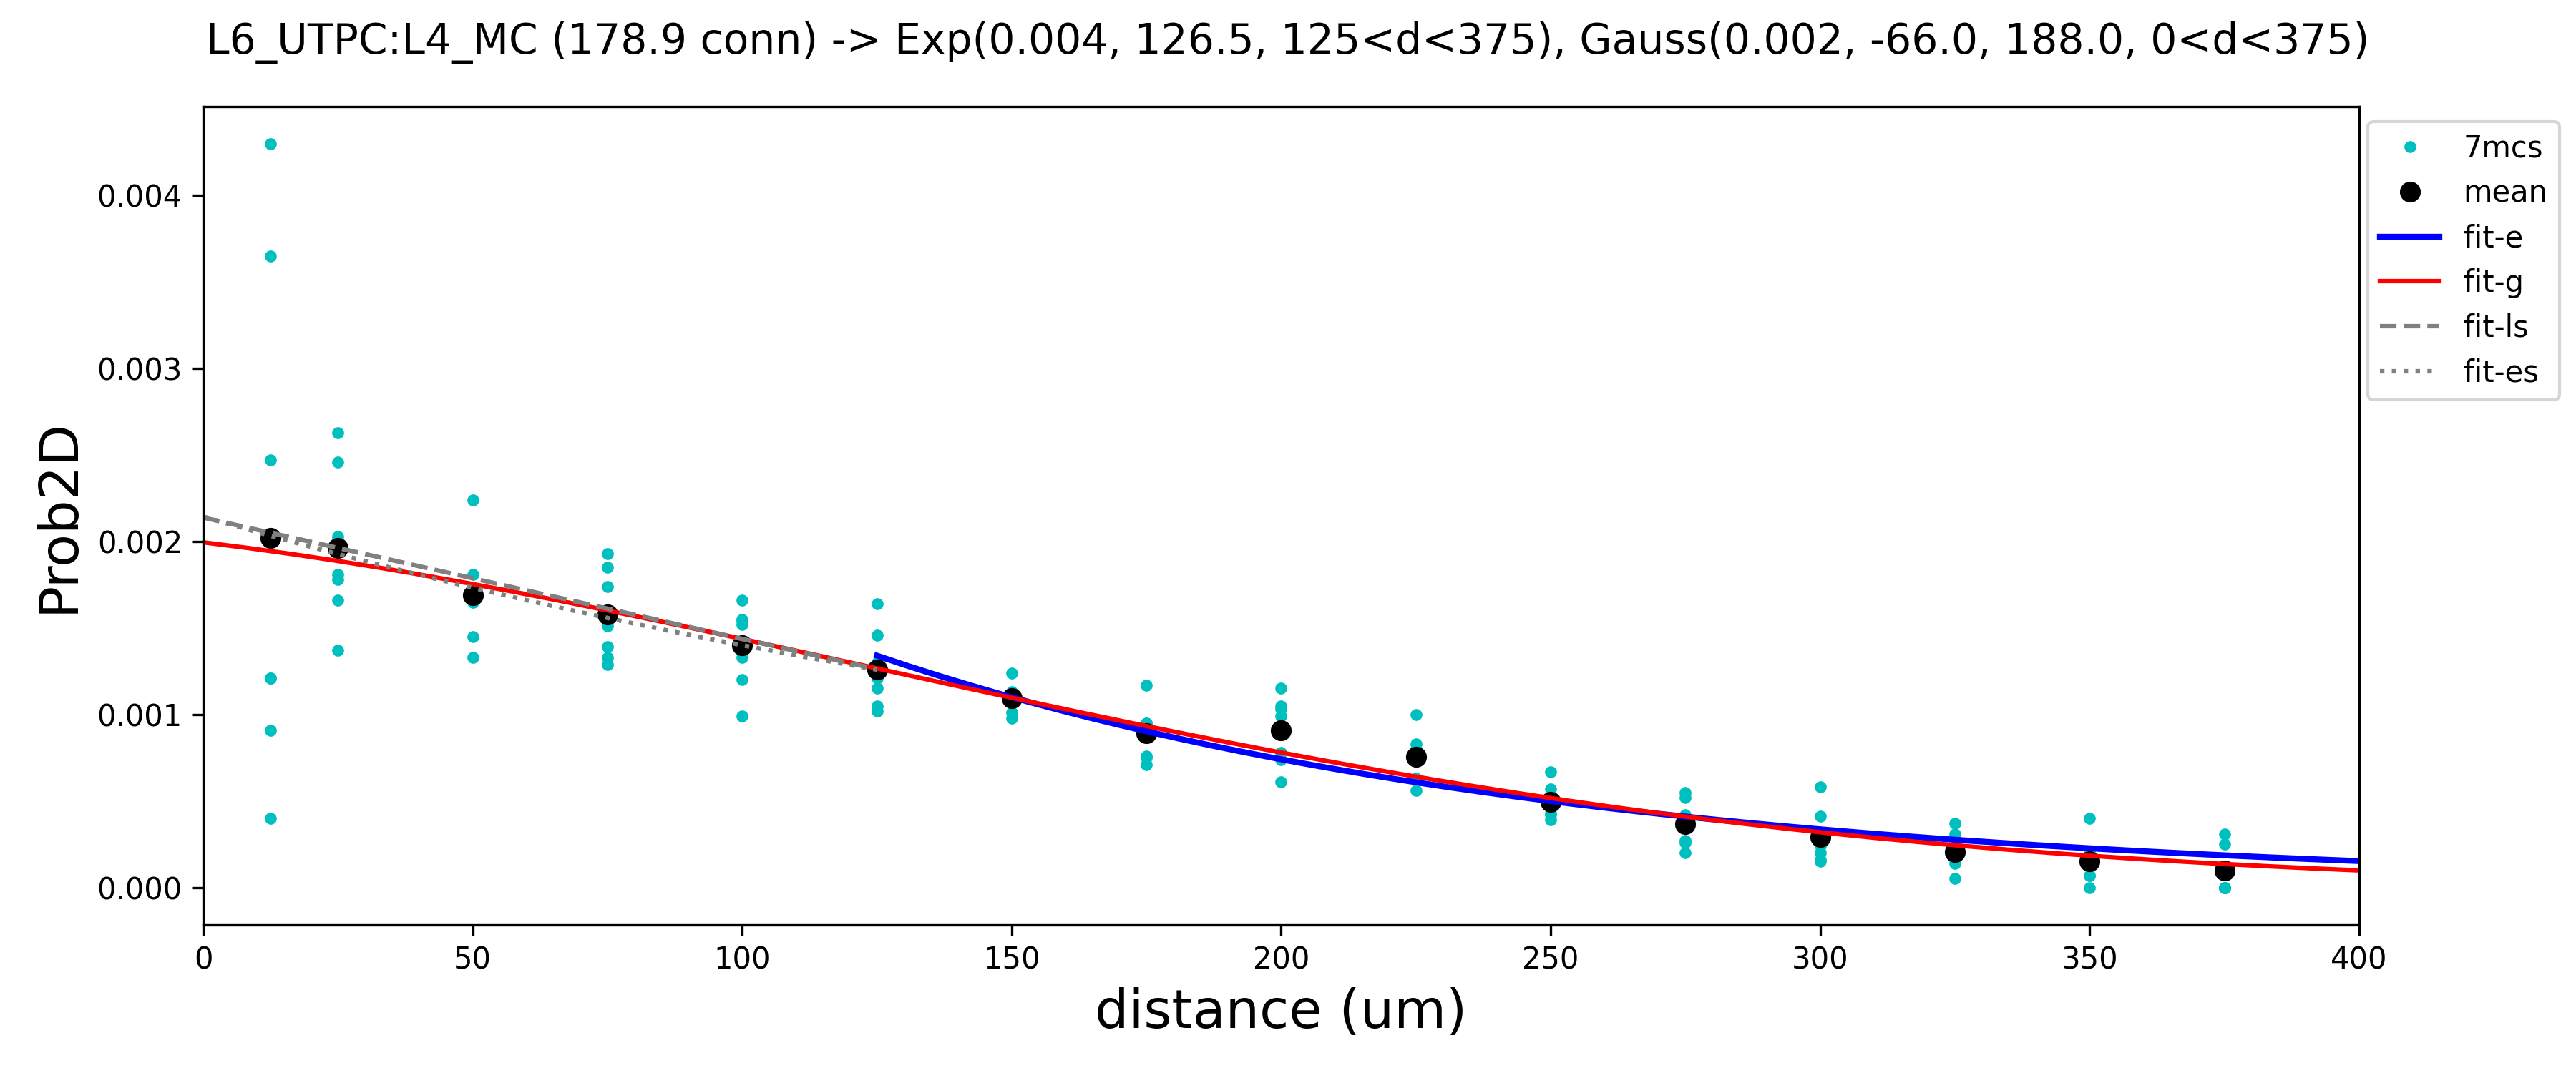 L6_UTPC:L4_MC (178.9 conn) -> Exp(0.004, 126.5, 125<d<375), Gauss(0.002, -66.0, 188.0, 0<d<375)
7mcs
mean
fit-e
fit-g
fit-ls
fit-es
Prob2D
0.004
0.003
0.002
0.001
0.000
0 50 100 150 200 250 300 350 400
distance (um)